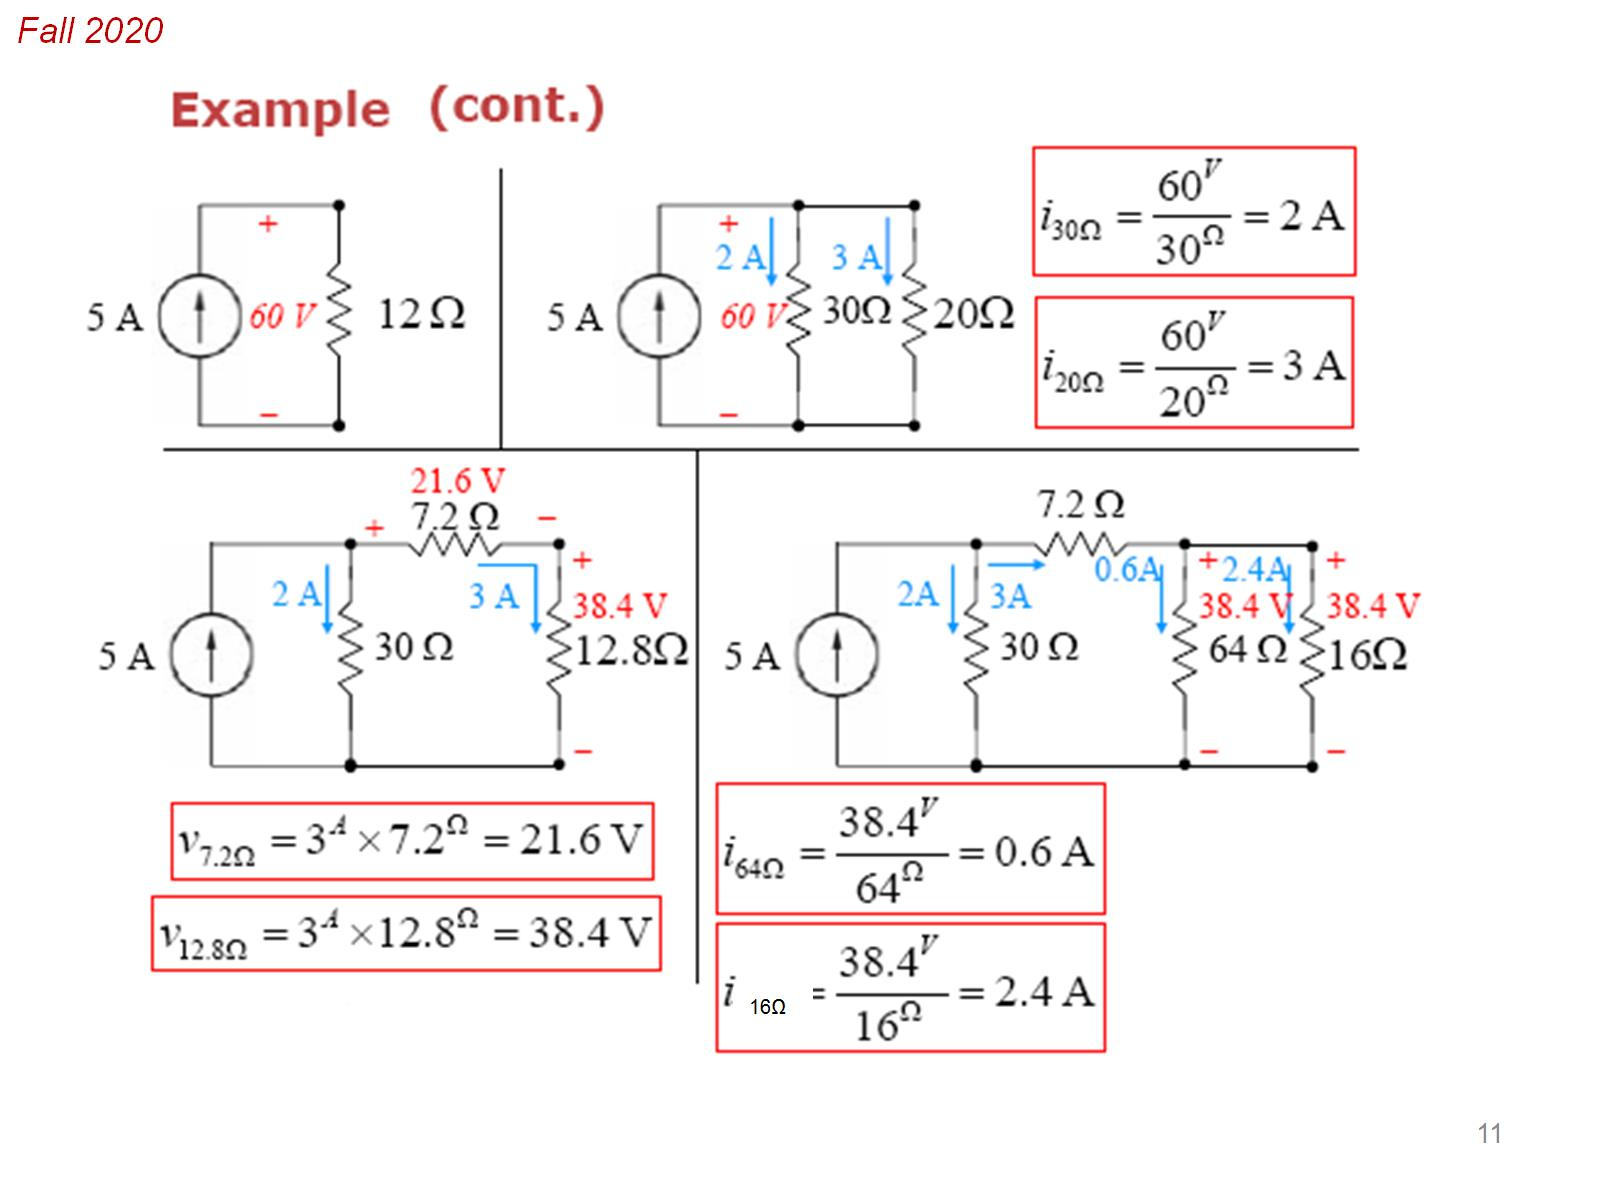 Fall 2020
Example (cont.)
5 A
+
60 V
−
12 Ω
5 A
+
2 A
60 V
−
30Ω
3 A
20Ω
i30Ω = 60V / 30Ω = 2 A
i20Ω = 60V / 20Ω = 3 A
21.6 V
+ 7.2 Ω −
5 A
2 A
30 Ω
3 A
+
38.4 V
12.8Ω
−
7.2 Ω
5 A
2A
3A
30 Ω
0.6A
+
38.4 V
64 Ω
−
2.4A
+
38.4 V
16Ω
−
v7.2Ω = 3A × 7.2Ω = 21.6 V
v12.8Ω = 3A × 12.8Ω = 38.4 V
i64Ω = 38.4V / 64Ω = 0.6 A
i 16Ω = 38.4V / 16Ω = 2.4 A
11